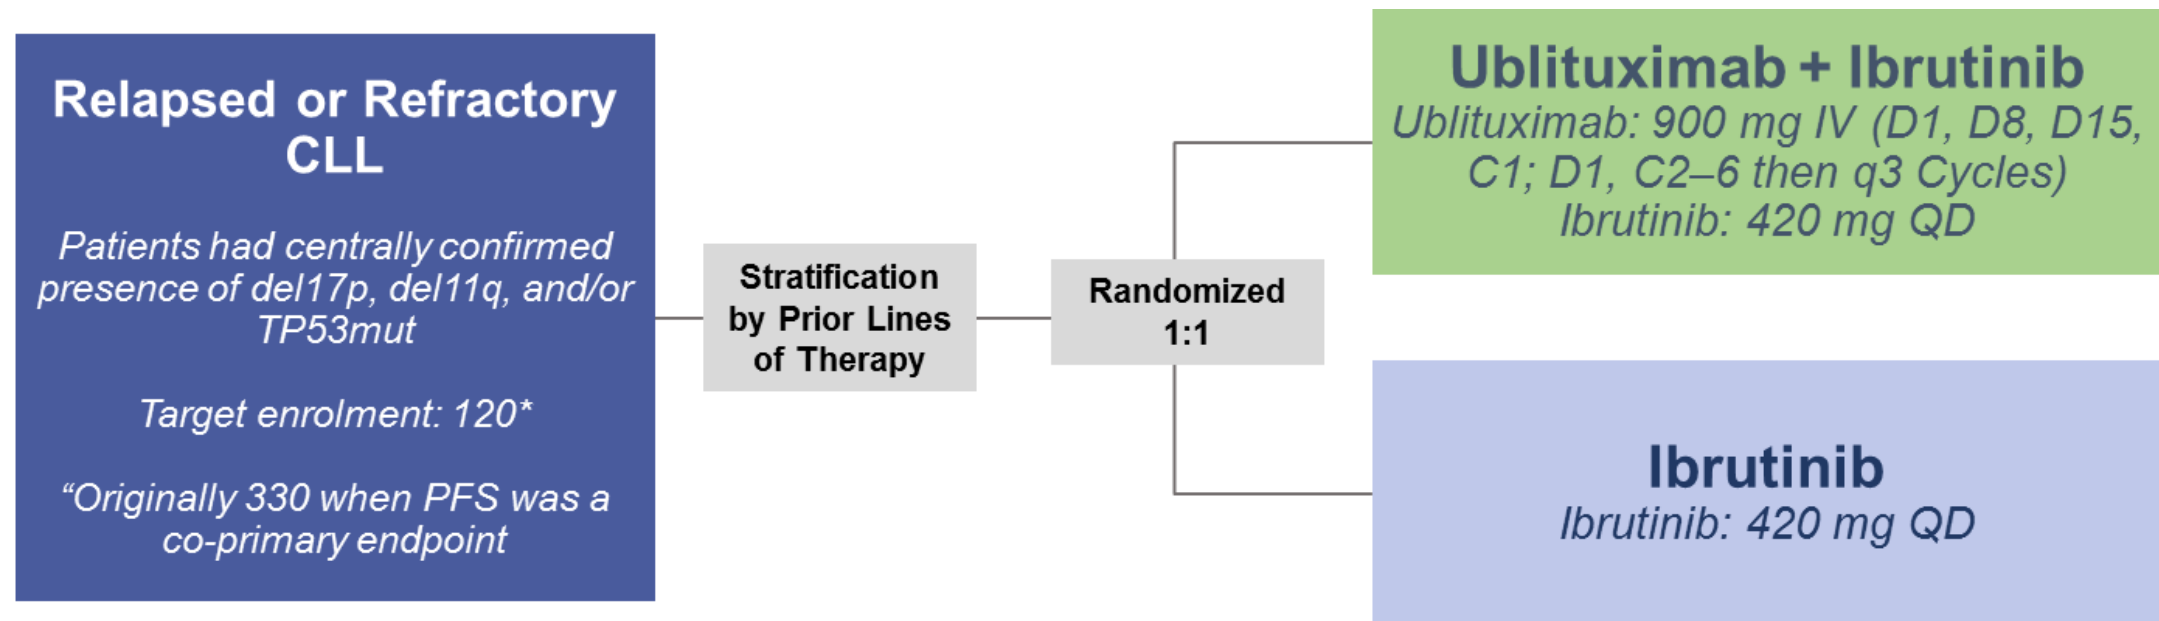 Relapsed or Refractory
CLL
Patients had centrally confirmed
presence of del17p, del11q, and/or
TP53mut
Target enrolment: 120*
“Originally 330 when PFS was a
co-primary endpoint
Stratification
by Prior Lines
of Therapy
Randomized
1:1
Ublituximab + Ibrutinib
Ublituximab: 900 mg IV (D1, D8, D15,
C1; D1, C2–6 then q3 Cycles)
Ibrutinib: 420 mg QD
Ibrutinib
Ibrutinib: 420 mg QD